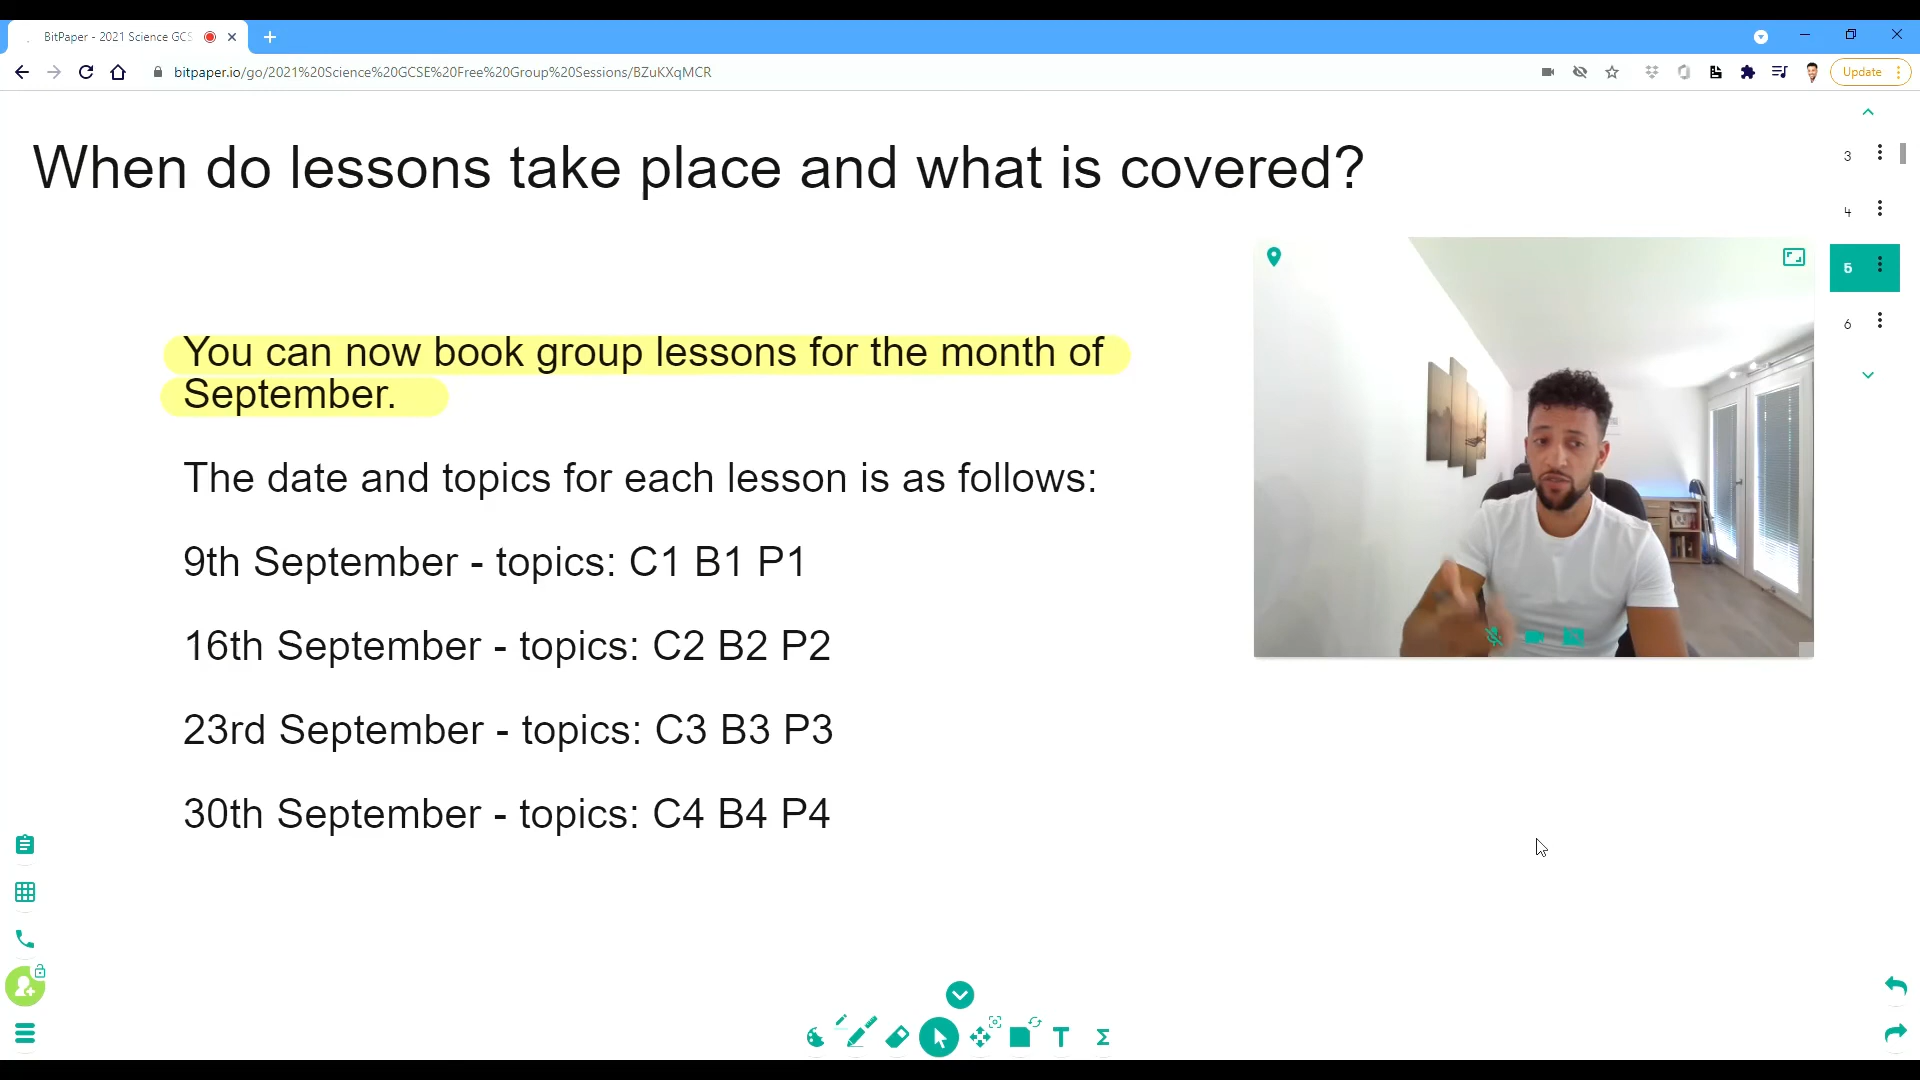 BitPaper - 2021 Science GCS
bitpaper.io/go/2021%20Science%20GCSE%20Free%20Group%20Sessions/BZuKXqMCR
Update
When do lessons take place and what is covered?
3
4
5
6
You can now book group lessons for the month of
September.
The date and topics for each lesson is as follows:
9th September - topics: C1 B1 P1
16th September - topics: C2 B2 P2
23rd September - topics: C3 B3 P3
30th September - topics: C4 B4 P4
T
Σ